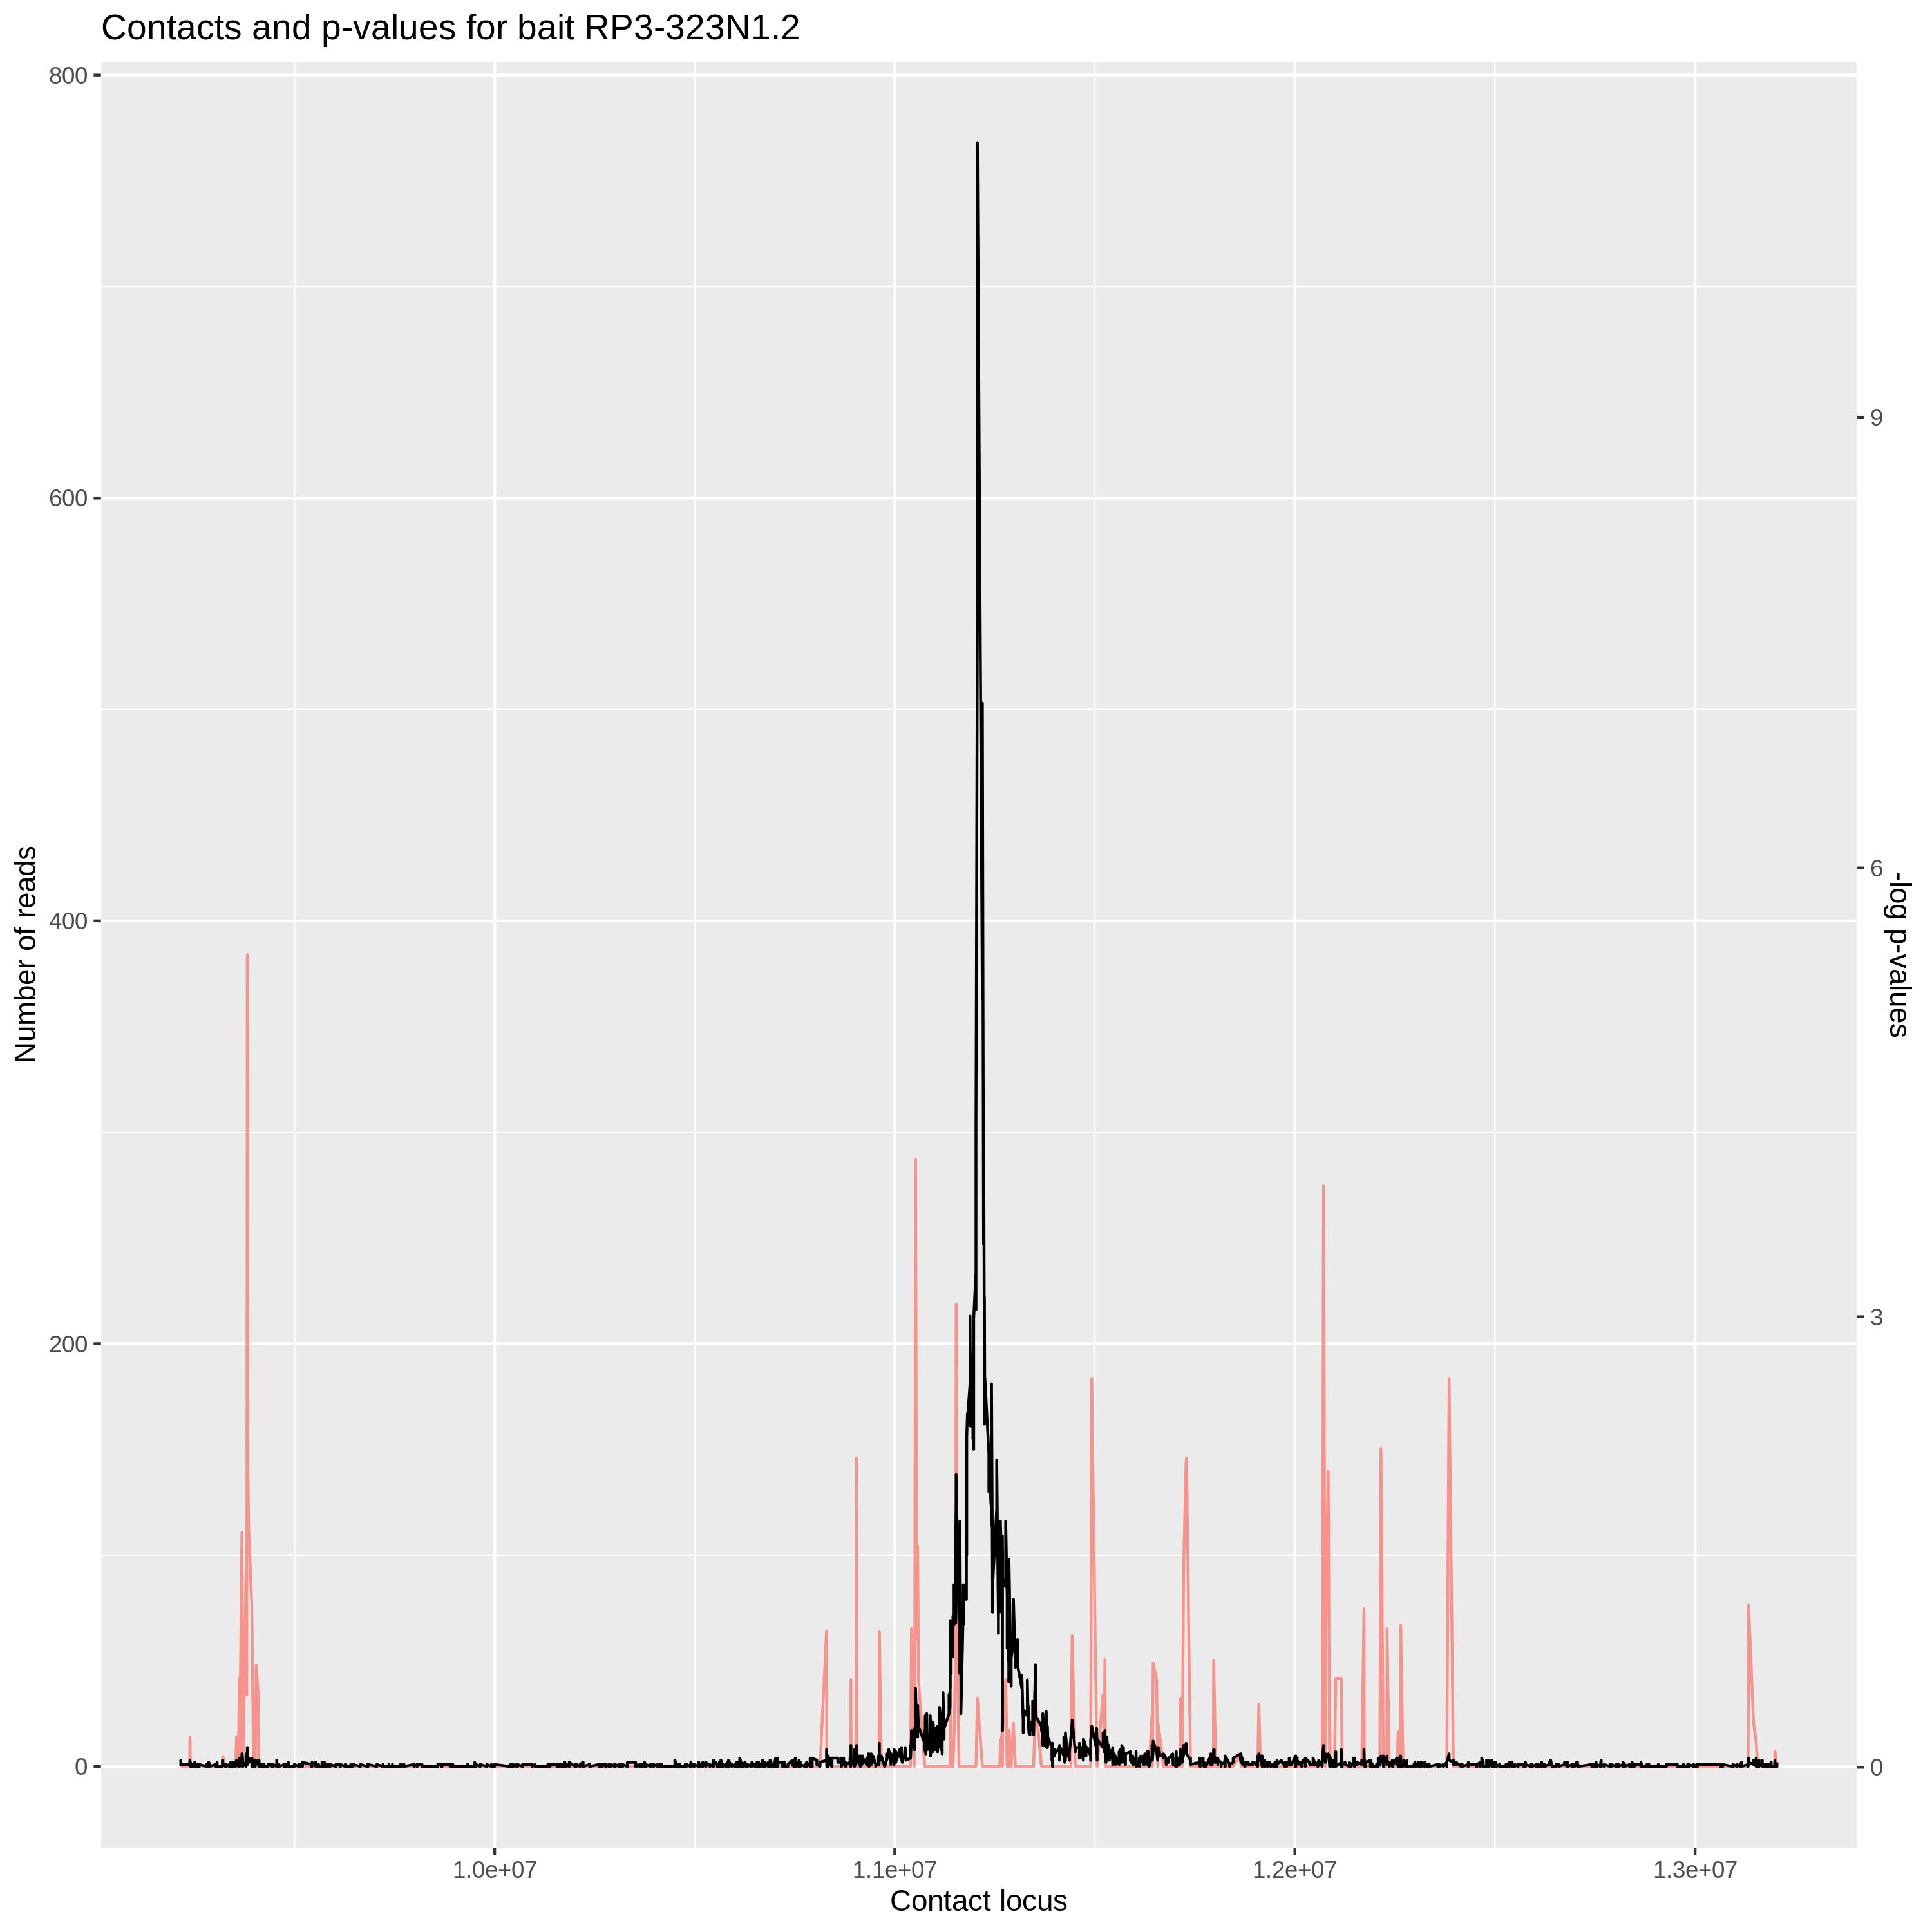 Contacts and p-values for bait RP3-323N1.2
800
600
400
200
0
Number of reads
9
6
3
0
-log p-values
1.0e+07
1.1e+07
1.2e+07
1.3e+07
Contact locus